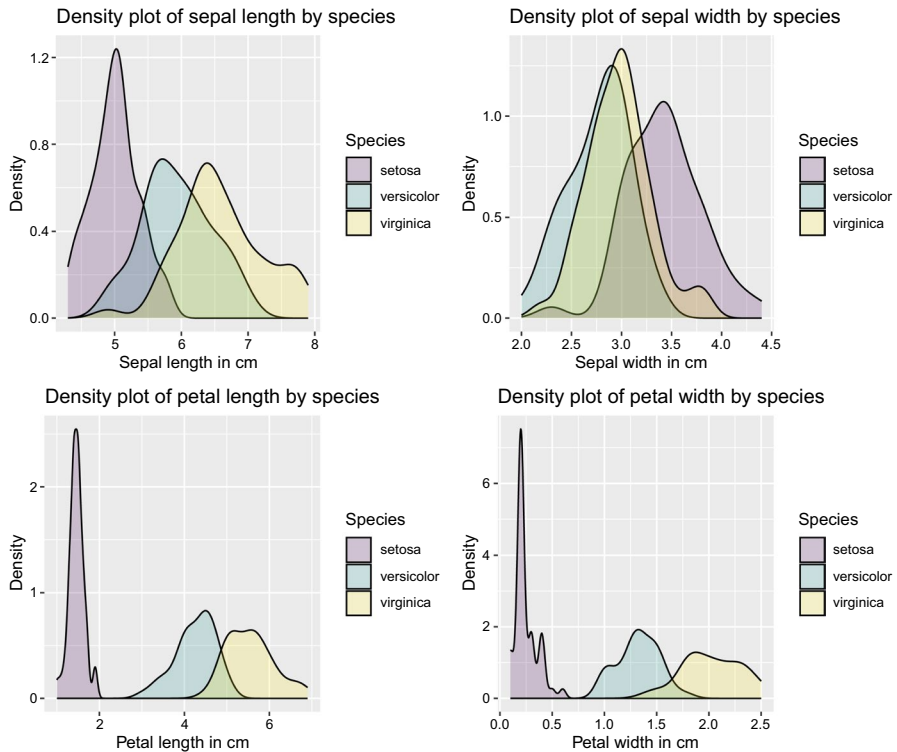 Density plot of sepal length by species
Density
1.2
0.8
0.4
0.0
5 6 7 8
Sepal length in cm
Species
setosa
versicolor
virginica
Density plot of sepal width by species
Density
1.0
0.5
0.0
2.0 2.5 3.0 3.5 4.0 4.5
Sepal width in cm
Species
setosa
versicolor
virginica
Density plot of petal length by species
Density
2
1
0
2 4 6
Petal length in cm
Species
setosa
versicolor
virginica
Density plot of petal width by species
Density
6
4
2
0
0.0 0.5 1.0 1.5 2.0 2.5
Petal width in cm
Species
setosa
versicolor
virginica